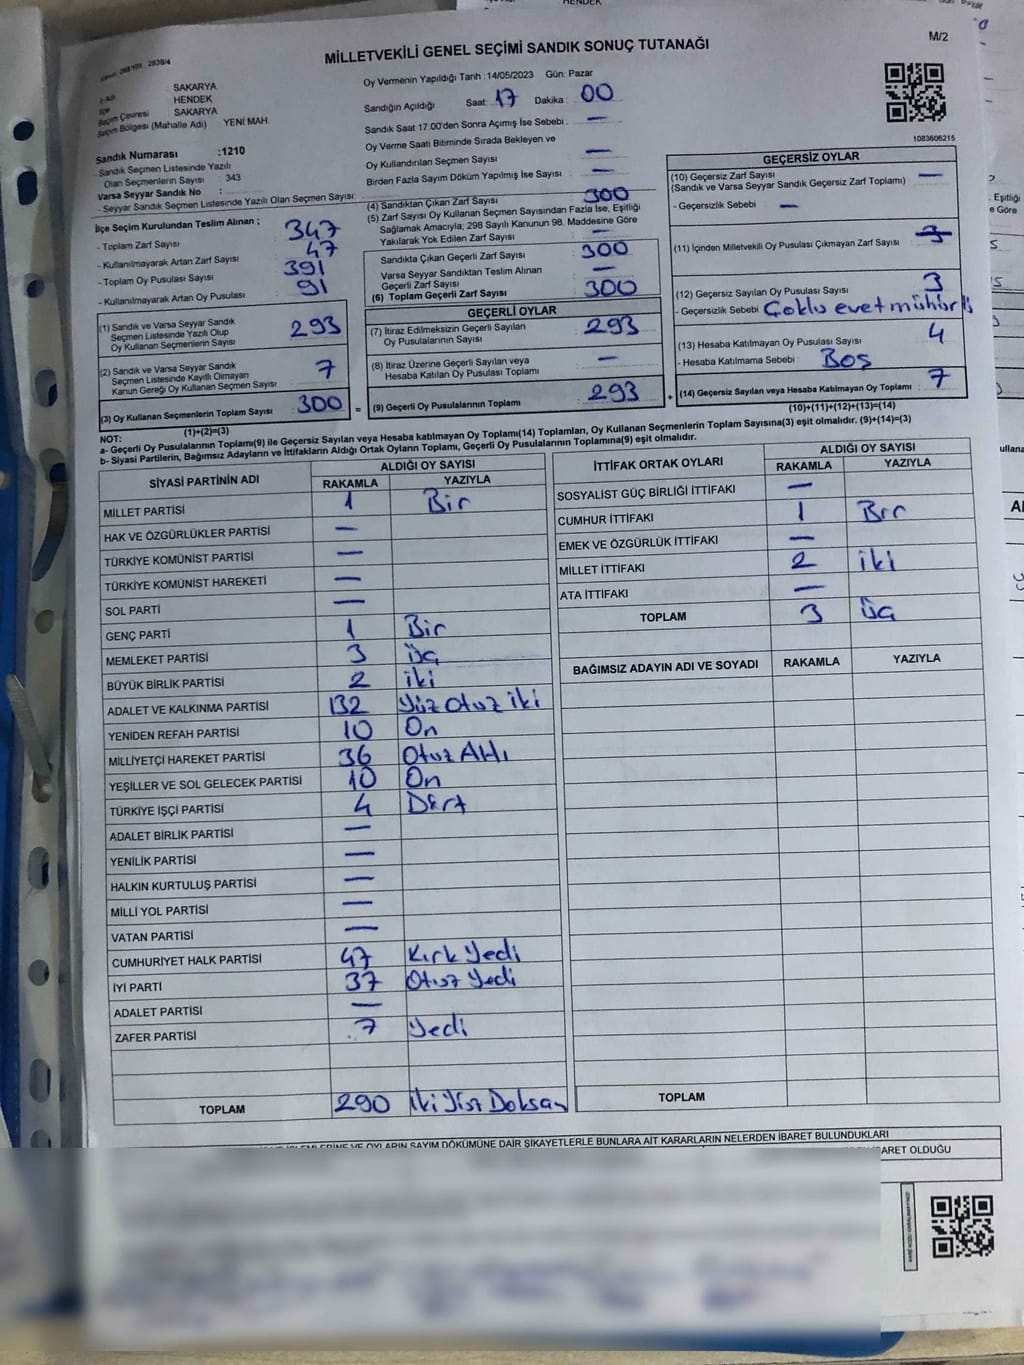 HENDEK
MİLLETVEKİLİ GENEL SEÇİMİ SANDIK SONUÇ TUTANAĞI
M/2
SAKARYA
HENDEK
Seçim Çevresi SAKARYA
Seçim Bölgesi (Mahalle Adı) YENİ MAH.
Sandık Numarası :1210
Sandık Seçmen Listesinde Yazılı
Olan Seçmenlerin Sayısı : 343
Varsa Seyyar Sandık No :
- Seyyar Sandık Seçmen Listesinde Yazılı Olan Seçmen Sayısı:
Oy Vermenin Yapıldığı Tarih :14/05/2023 Gün: Pazar
Sandığın Açıldığı Saat: 17 Dakika : 00
Sandık Saat 17:00'den Sonra Açımış İse Sebebi : —
Oy Verme Saati Bitiminde Sırada Bekleyen ve
Oy Kullandırılan Seçmen Sayısı : —
Birden Fazla Sayım Döküm Yapılmış İse Sayısı : —
1083606215
İlçe Seçim Kurulundan Teslim Alınan ;
- Toplam Zarf Sayısı : 347
- Kullanılmayarak Artan Zarf Sayısı : 47
- Toplam Oy Pusulası Sayısı : 391
- Kullanılmayarak Artan Oy Pusulası : 91
(4) Sandıktan Çıkan Zarf Sayısı : 300
(5) Zarf Sayısı Oy Kullanan Seçmen Sayısından Fazla İse, Eşitliği
Sağlamak Amacıyla; 298 Sayılı Kanunun 98. Maddesine Göre
Yakılarak Yok Edilen Zarf Sayısı : —
Sandıkta Çıkan Geçerli Zarf Sayısı : 300
Varsa Seyyar Sandıktan Teslim Alınan
Geçerli Zarf Sayısı : —
(6) Toplam Geçerli Zarf Sayısı : 300
GEÇERSİZ OYLAR
(10) Geçersiz Zarf Sayısı : —
(Sandık ve Varsa Seyyar Sandık Geçersiz Zarf Toplamı)
- Geçersizlik Sebebi : —
(11) İçinden Milletvekili Oy Pusulası Çıkmayan Zarf Sayısı :
(12) Geçersiz Sayılan Oy Pusulası Sayısı : 3
- Geçersizlik Sebebi : Çoklu evet mühür
(13) Hesaba Katılmayan Oy Pusulası Sayısı : 4
- Hesaba Katılmama Sebebi : Boş
(14) Geçersiz Sayılan veya Hesaba Katılmayan Oy Toplamı : 7
(10)+(11)+(12)+(13)=(14)
(1) Sandık ve Varsa Seyyar Sandık
Seçmen Listesinde Yazılı Olup
Oy Kullanan Seçmenlerin Sayısı : 293
(2) Sandık ve Varsa Seyyar Sandık
Seçmen Listesinde Kayıtlı Olmayan
Kanun Gereği Oy Kullanan Seçmen Sayısı : 7
(3) Oy Kullanan Seçmenlerin Toplam Sayısı : 300 =
(1)+(2)=(3)
GEÇERLİ OYLAR
(7) İtiraz Edilmeksizin Geçerli Sayılan
Oy Pusulasının Sayısı : 293
(8) İtiraz Üzerine Geçerli Sayılan veya
Hesaba Katılan Oy Pusulası Toplamı : —
(9) Geçerli Oy Pusulalarının Toplamı : 293 +
NOT:
a- Geçerli Oy Pusulalarının Toplamı(9) ile Geçersiz Sayılan veya Hesaba katılmayan Oy Toplamı(14) Toplamları, Oy Kullanan Seçmenlerin Toplam Sayısına(3) eşit olmalıdır. (9)+(14)=(3)
b- Siyasi Partilerin, Bağımsız Adayların ve İttifakların Aldığı Ortak Oyların Toplamı, Geçerli Oy Pusulalarının Toplamına(9) eşit olmalıdır.
SİYASİ PARTİNİN ADI ALDIĞI OY SAYISI
RAKAMLA YAZIYLA
MİLLET PARTİSİ 1 Bir
HAK VE ÖZGÜRLÜKLER PARTİSİ —
TÜRKİYE KOMÜNİST PARTİSİ —
TÜRKİYE KOMÜNİST HAREKETİ —
SOL PARTİ —
GENÇ PARTİ 1 Bir
MEMLEKET PARTİSİ 3 üç
BÜYÜK BİRLİK PARTİSİ 2 iki
ADALET VE KALKINMA PARTİSİ 132 Yüz Otuz iki
YENİDEN REFAH PARTİSİ 10 On
MİLLİYETÇİ HAREKET PARTİSİ 36 Otuz Altı
YEŞİLLER VE SOL GELECEK PARTİSİ 10 On
TÜRKİYE İŞÇİ PARTİSİ 4 Dört
ADALET BİRLİK PARTİSİ —
YENİLİK PARTİSİ —
HALKIN KURTULUŞ PARTİSİ —
MİLLİ YOL PARTİSİ —
VATAN PARTİSİ —
CUMHURİYET HALK PARTİSİ 47 Kırk Yedi
İYİ PARTİ 37 Otuz Yedi
ADALET PARTİSİ —
ZAFER PARTİSİ 7 Yedi
TOPLAM 290 İki Yüz Doksan
İTTİFAK ORTAK OYLARI ALDIĞI OY SAYISI
RAKAMLA YAZIYLA
SOSYALİST GÜÇ BİRLİĞİ İTTİFAKI —
CUMHUR İTTİFAKI 1 Bir
EMEK VE ÖZGÜRLÜK İTTİFAKI —
MİLLET İTTİFAKI 2 iki
ATA İTTİFAKI —
TOPLAM 3 üç
BAĞIMSIZ ADAYIN ADI VE SOYADI RAKAMLA YAZIYLA
TOPLAM
OYLARIN SAYIM DÖKÜMÜNE DAİR ŞİKAYETLERLE BUNLARA AİT KARARLARIN NELERDEN İBARET BULUNDUKLARI
BARET OLDUĞU